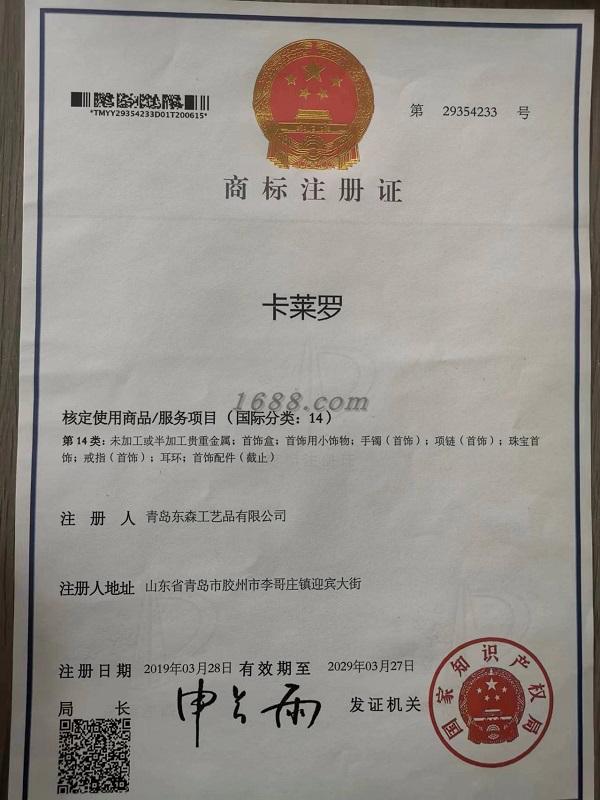 *TMYY29354233D01T200615*
第 29354233 号
商标注册证
卡莱罗
1688.com
核定使用商品/服务项目（国际分类：14）
第14类：未加工或半加工贵重金属；首饰盒；首饰用小饰物；手镯（首饰）；项链（首饰）；珠宝首
饰；戒指（首饰）；耳环；首饰配件（截止）
注册人 青岛东森工艺品有限公司
注册人地址 山东省青岛市胶州市李哥庄镇迎宾大街
注册日期 2019年03月28日 有效期至 2029年03月27日
局长 申长雨 发证机关
国家知识产权局